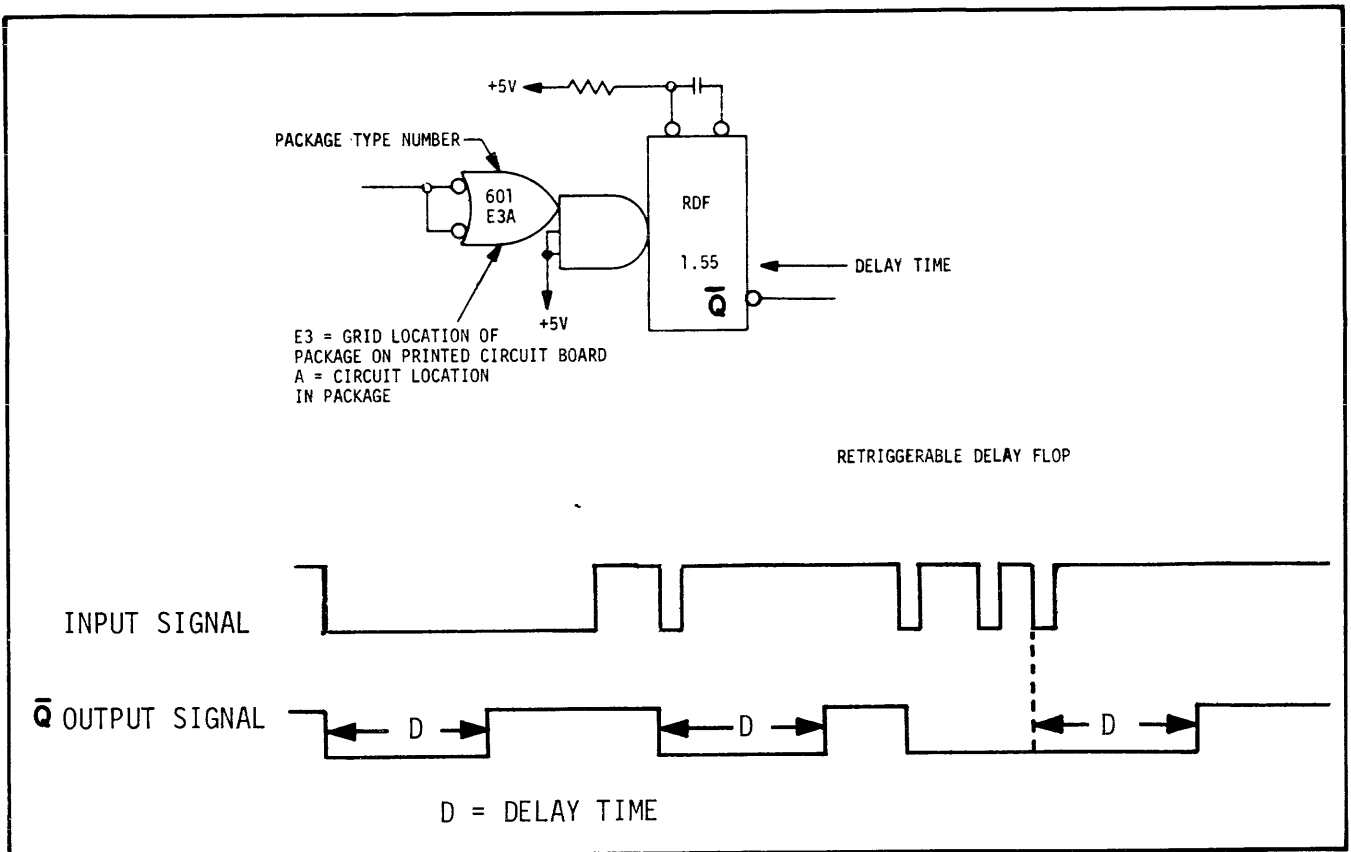 +5V
PACKAGE TYPE NUMBER
601
E3A
RDF
1.55
Q̅
DELAY TIME
+5V
E3 = GRID LOCATION OF
PACKAGE ON PRINTED CIRCUIT BOARD
A = CIRCUIT LOCATION
IN PACKAGE
RETRIGGERABLE DELAY FLOP
INPUT SIGNAL
Q̅ OUTPUT SIGNAL
D
D
D
D = DELAY TIME